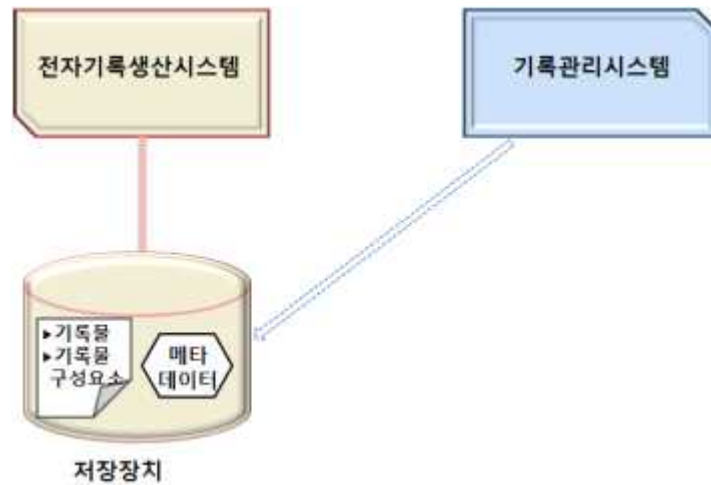 전자기록생산시스템
기록관리시스템
▶기록물
▶기록물
구성요소
메타
데이터
저장장치